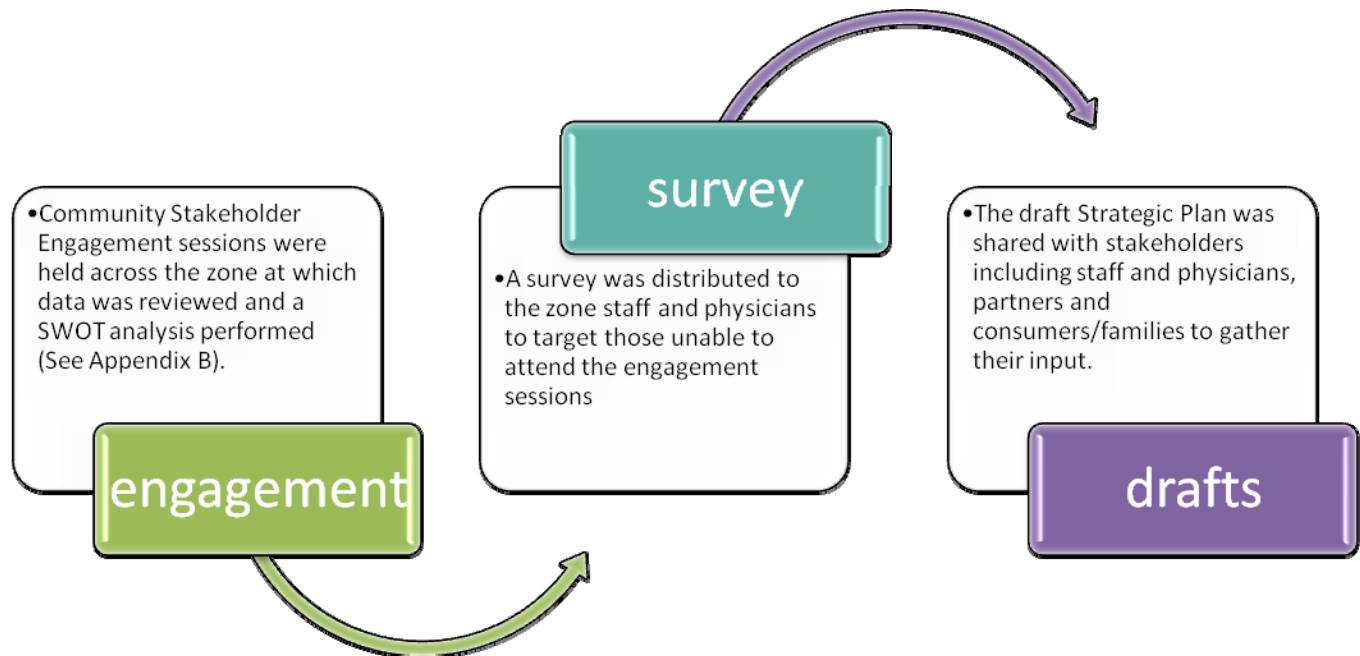 •Community Stakeholder
Engagement sessions were
held across the zone at which
data was reviewed and a
SWOT analysis performed
(See Appendix B).
engagement
survey
•A survey was distributed to
the zone staff and physicians
to target those unable to
attend the engagement
sessions
•The draft Strategic Plan was
shared with stakeholders
including staff and physicians,
partners and
consumers/families to gather
their input.
drafts